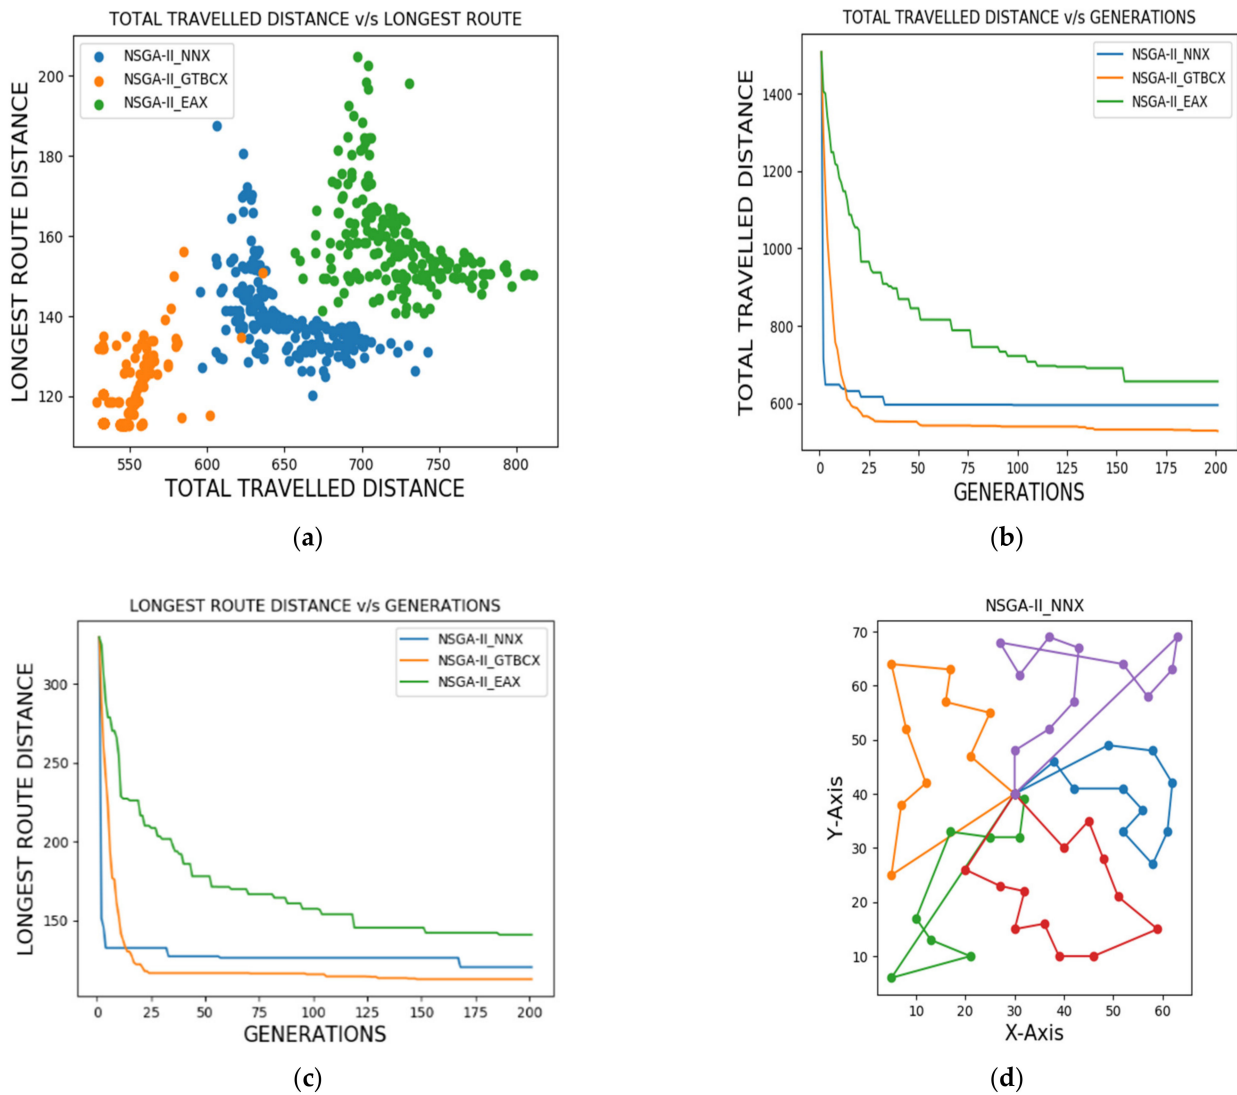 TOTAL TRAVELLED DISTANCE v/s LONGEST ROUTE
NSGA-II_NNX
NSGA-II_GTBCX
NSGA-II_EAX
LONGEST ROUTE DISTANCE
200
180
160
140
120
550 600 650 700 750 800
TOTAL TRAVELLED DISTANCE
(a)
TOTAL TRAVELLED DISTANCE v/s GENERATIONS
NSGA-II_NNX
NSGA-II_GTBCX
NSGA-II_EAX
TOTAL TRAVELLED DISTANCE
1400
1200
1000
800
600
0 25 50 75 100 125 150 175 200
GENERATIONS
(b)
LONGEST ROUTE DISTANCE v/s GENERATIONS
NSGA-II_NNX
NSGA-II_GTBCX
NSGA-II_EAX
LONGEST ROUTE DISTANCE
300
250
200
150
0 25 50 75 100 125 150 175 200
GENERATIONS
(c)
NSGA-II_NNX
Y-Axis
70
60
50
40
30
20
10
10 20 30 40 50 60
X-Axis
(d)